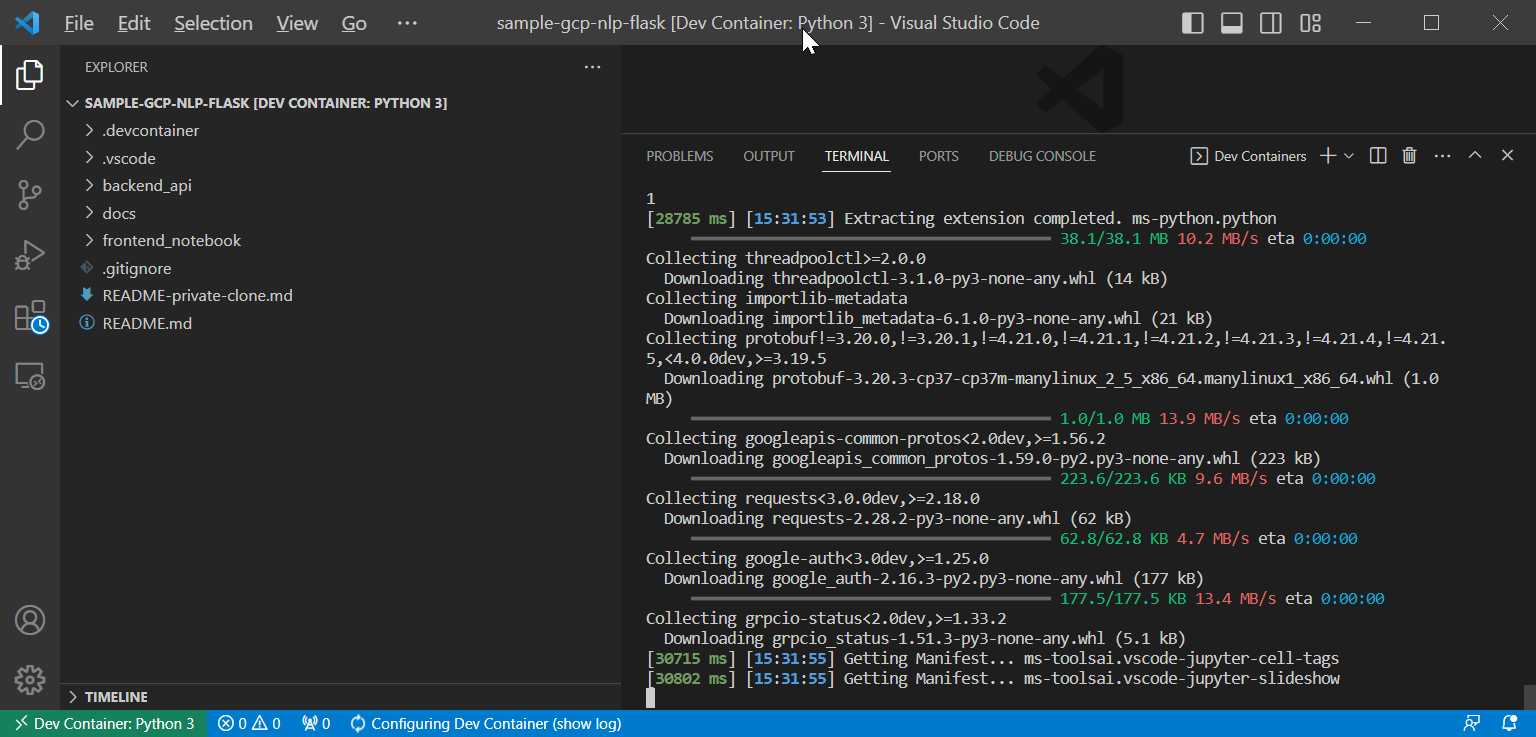 File Edit Selection View Go ··· sample-gcp-nlp-flask [Dev Container: Python 3] - Visual Studio Code
EXPLORER
SAMPLE-GCP-NLP-FLASK [DEV CONTAINER: PYTHON 3]
.devcontainer
.vscode
backend_api
docs
frontend_notebook
.gitignore
README-private-clone.md
README.md
TIMELINE
PROBLEMS OUTPUT TERMINAL PORTS DEBUG CONSOLE Dev Containers
1
[28785 ms] [15:31:53] Extracting extension completed. ms-python.python
38.1/38.1 MB 10.2 MB/s eta 0:00:00
Collecting threadpoolctl>=2.0.0
Downloading threadpoolctl-3.1.0-py3-none-any.whl (14 kB)
Collecting importlib-metadata
Downloading importlib_metadata-6.1.0-py3-none-any.whl (21 kB)
Collecting protobuf!=3.20.0,!=3.20.1,!=4.21.0,!=4.21.1,!=4.21.2,!=4.21.3,!=4.21.4,!=4.21.
5,<4.0.0dev,>=3.19.5
Downloading protobuf-3.20.3-cp37-cp37m-manylinux_2_5_x86_64.manylinux1_x86_64.whl (1.0
MB)
1.0/1.0 MB 13.9 MB/s eta 0:00:00
Collecting googleapis-common-protos<2.0dev,>=1.56.2
Downloading googleapis_common_protos-1.59.0-py2.py3-none-any.whl (223 kB)
223.6/223.6 KB 9.6 MB/s eta 0:00:00
Collecting requests<3.0.0dev,>=2.18.0
Downloading requests-2.28.2-py3-none-any.whl (62 kB)
62.8/62.8 KB 4.7 MB/s eta 0:00:00
Collecting google-auth<3.0dev,>=1.25.0
Downloading google_auth-2.16.3-py2.py3-none-any.whl (177 kB)
177.5/177.5 KB 13.4 MB/s eta 0:00:00
Collecting grpcio-status<2.0dev,>=1.33.2
Downloading grpcio_status-1.51.3-py3-none-any.whl (5.1 kB)
[30715 ms] [15:31:55] Getting Manifest... ms-toolsai.vscode-jupyter-cell-tags
[30802 ms] [15:31:55] Getting Manifest... ms-toolsai.vscode-jupyter-slideshow
Dev Container: Python 3 0 0 0 Configuring Dev Container (show log)